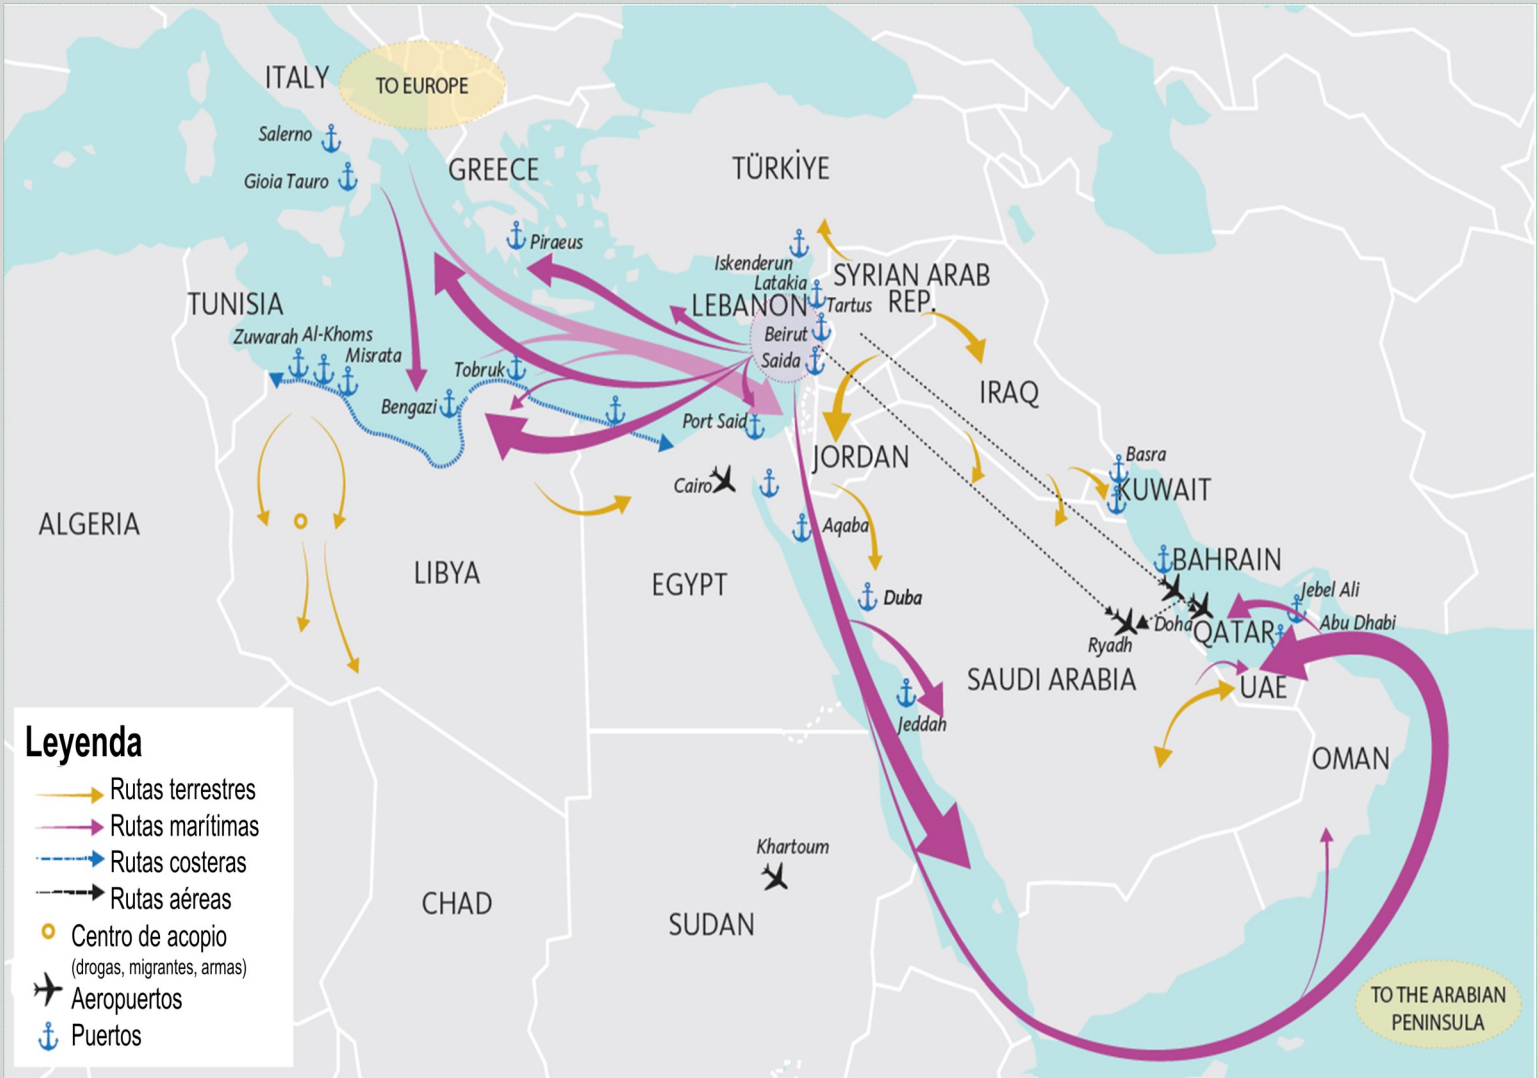 ITALY
TO EUROPE
Salerno
GREECE
TÜRKİYE
Gioia Tauro
Piraeus
Iskenderun
SYRIAN ARAB
REP.
Latakia
TUNISIA
LEBANON
Tartus
Zuwarah
Al-Khoms
Beirut
Misrata
Saida
Tobruk
IRAQ
Bengazi
Port Said
JORDAN
Basra
Cairo
KUWAIT
ALGERIA
Aqaba
LIBYA
EGYPT
BAHRAIN
Duba
Jebel Ali
Doha
QATAR
Abu Dhabi
Ryadh
SAUDI ARABIA
UAE
Jeddah
OMAN
Khartoum
CHAD
SUDAN
TO THE ARABIAN
PENINSULA
Leyenda
Rutas terrestres
Rutas marítimas
Rutas costeras
Rutas aéreas
Centro de acopio
(drogas, migrantes, armas)
Aeropuertos
Puertos